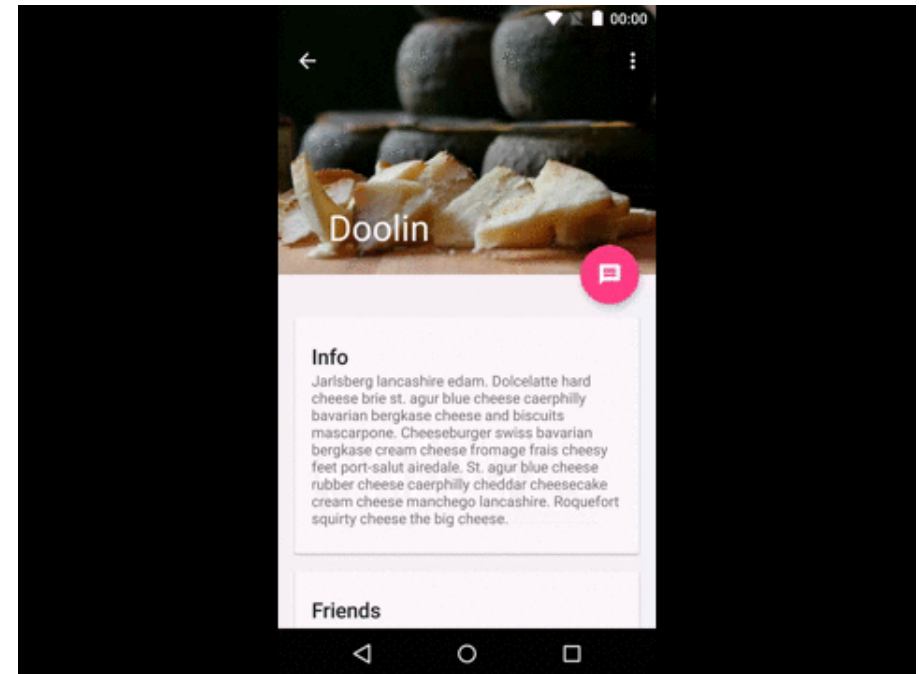 00:00
Doolin
Info
Jarlsberg lancashire edam. Dolcelatte hard
cheese brie st. agur blue cheese caerphilly
bavarian bergkase cheese and biscuits
mascarpone. Cheeseburger swiss bavarian
bergkase cream cheese fromage frais cheesy
feet port-salut airedale. St. agur blue cheese
rubber cheese caerphilly cheddar cheesecake
cream cheese manchego lancashire. Roquefort
squirty cheese the big cheese.
Friends